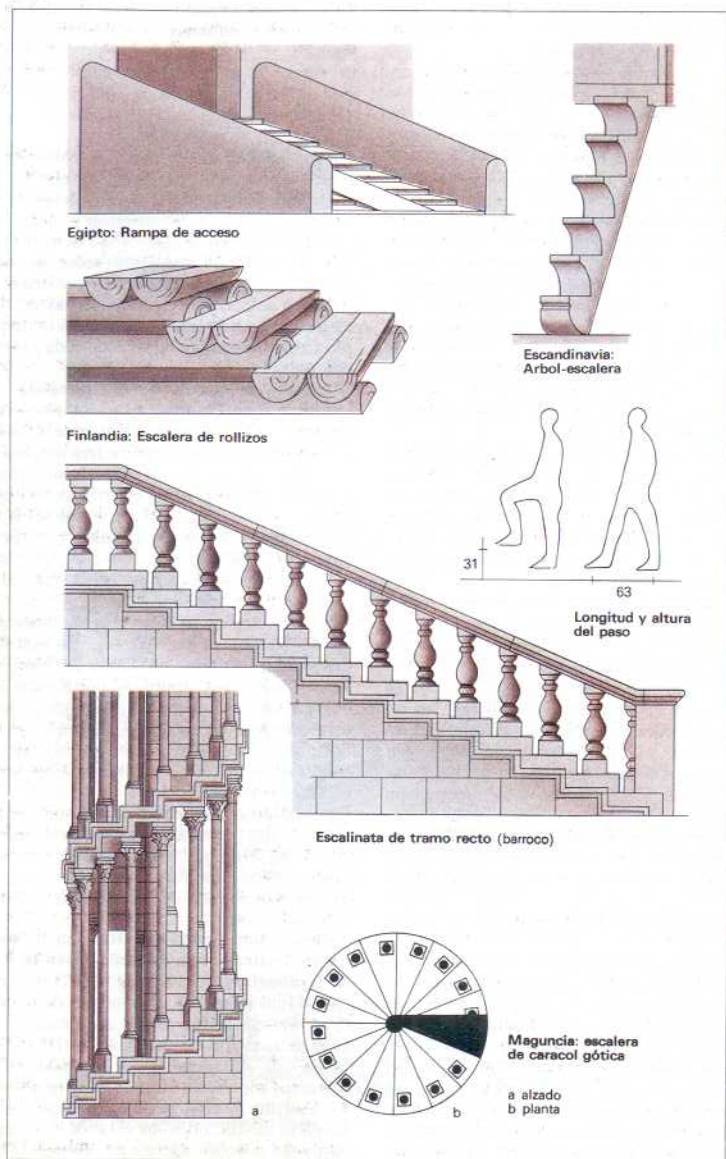 Egipto: Rampa de acceso
Escandinavia:
Arbol-escalera
Finlandia: Escalera de rollizos
31
63
Longitud y altura
del paso
Escalinata de tramo recto (barroco)
Maguncia: escalera
de caracol gótica
a alzado
b planta
a
b